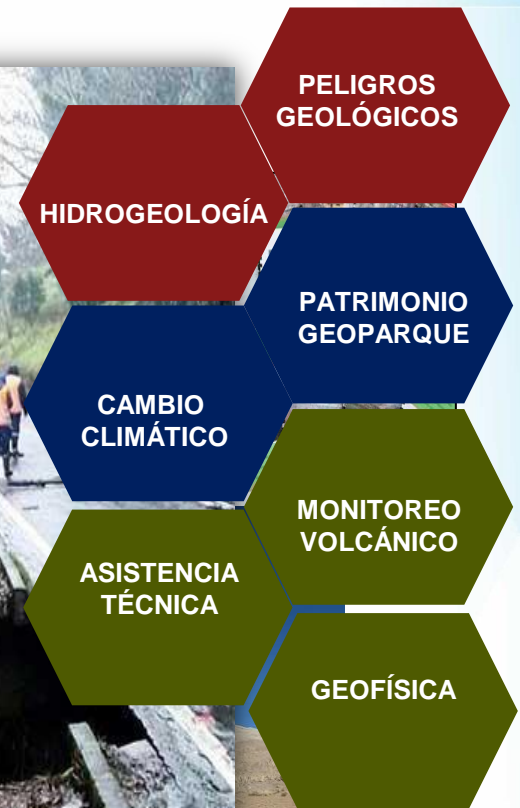 PELIGROS
GEOLÓGICOS
HIDROGEOLOGÍA
PATRIMONIO
GEOPARQUE
CAMBIO
CLIMÁTICO
MONITOREO
VOLCÁNICO
ASISTENCIA
TÉCNICA
GEOFÍSICA